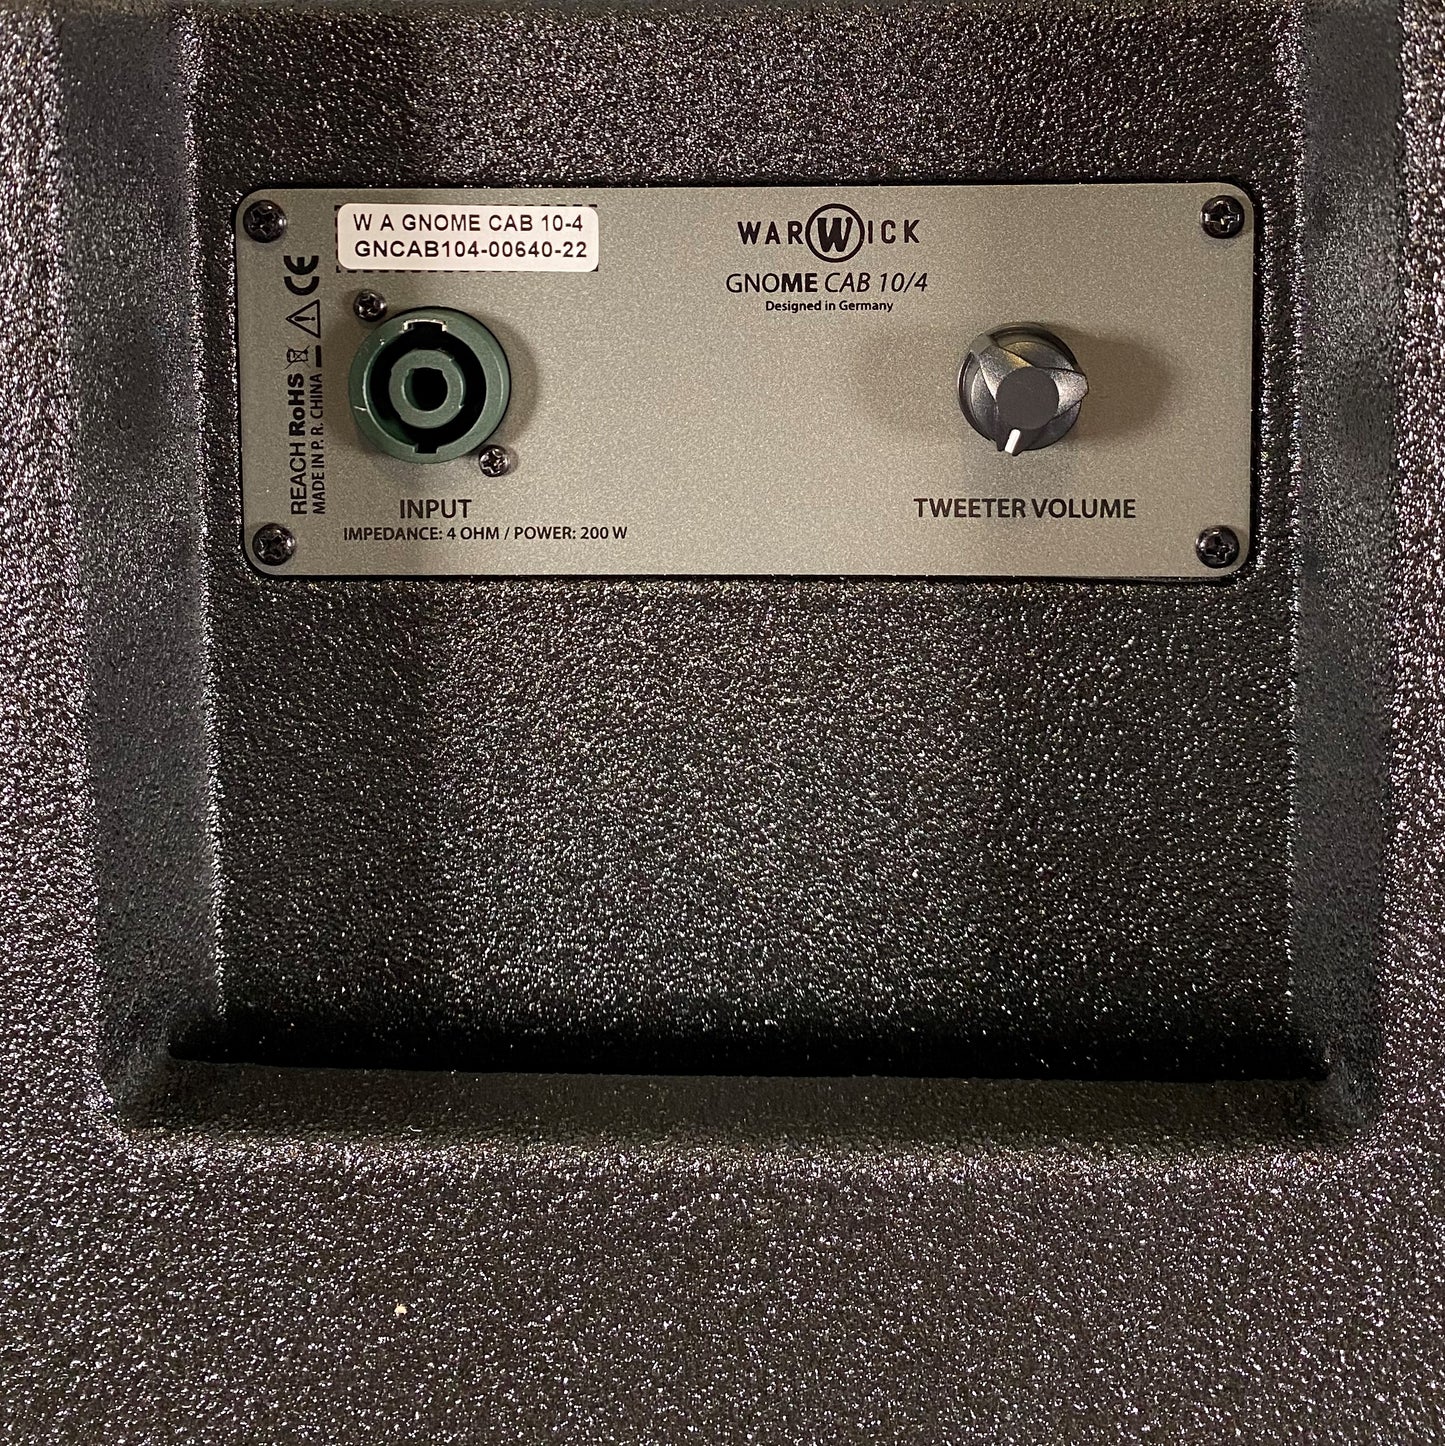 W A GNOME CAB 10-4
GNCAB104-00640-22
WARWICK
GNOME CAB 10/4
Designed in Germany
CE
REACH RoHS
MADE IN P. R. CHINA
INPUT
IMPEDANCE: 4 OHM / POWER: 200 W
TWEETER VOLUME